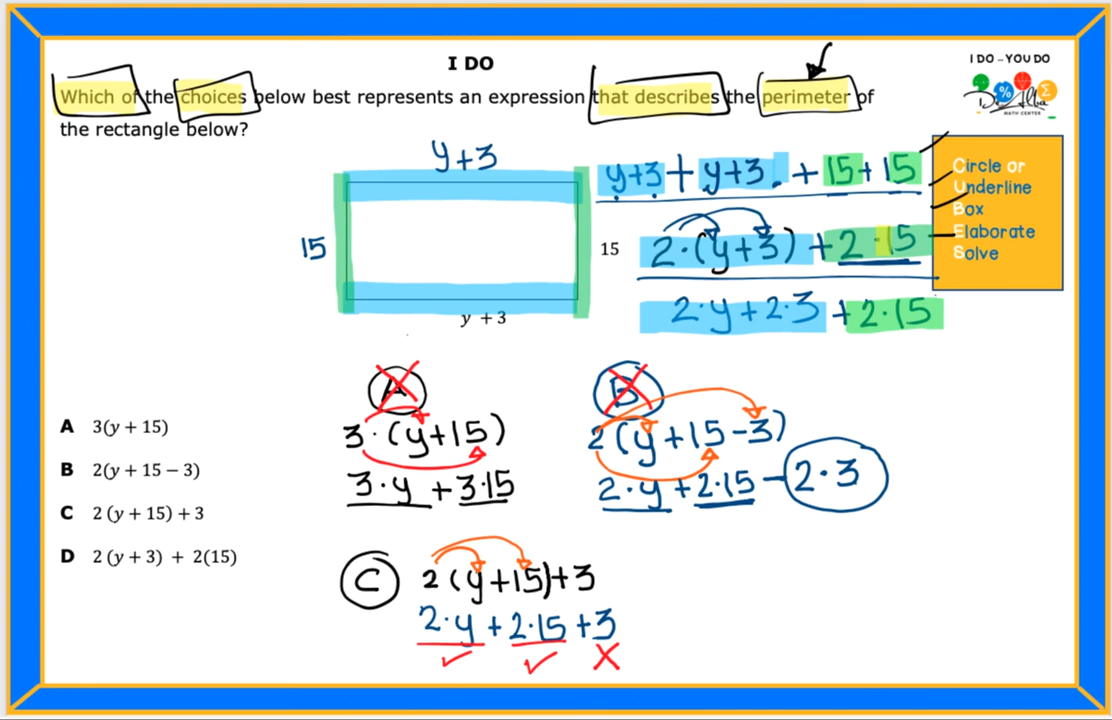 I DO
I DO – YOU DO
Which of the choices below best represents an expression that describes the perimeter of
the rectangle below?
%
Σ
MATH CENTER
y+3
y+3 + y+3 + 15 + 15
15
15
2·(y+3) + 2·15
y + 3
2·y + 2·3 + 2·15
Circle or
Underline
Box
Elaborate
Solve
A 3(y + 15)
B 2(y + 15 − 3)
C 2 (y + 15) + 3
D 2 (y + 3) + 2(15)
A
3·(y+15)
3·y + 3·15
B
2(y+15-3)
2·y + 2·15 - 2·3
C
2(y+15)+3
2·y + 2·15 + 3